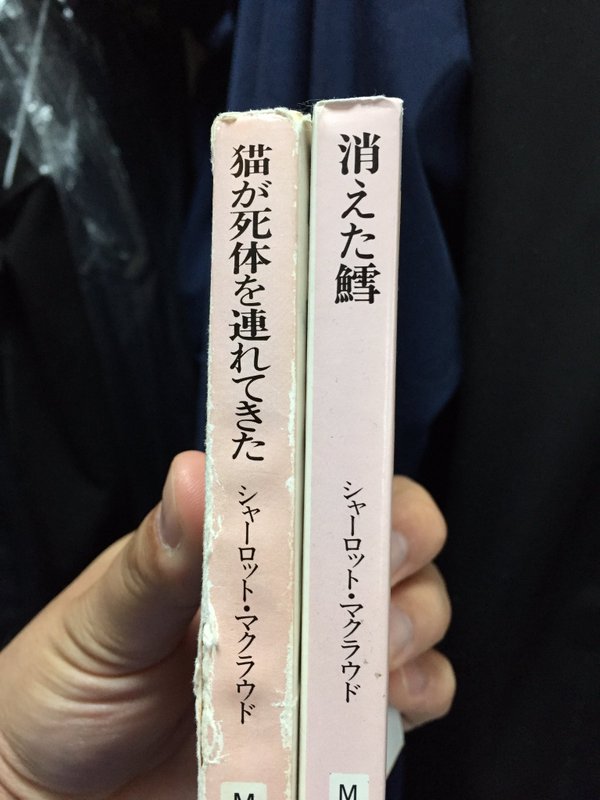 猫が死体を連れてきた
シャーロット・マクラウド
M
消えた鱈
シャーロット・マクラウド
M